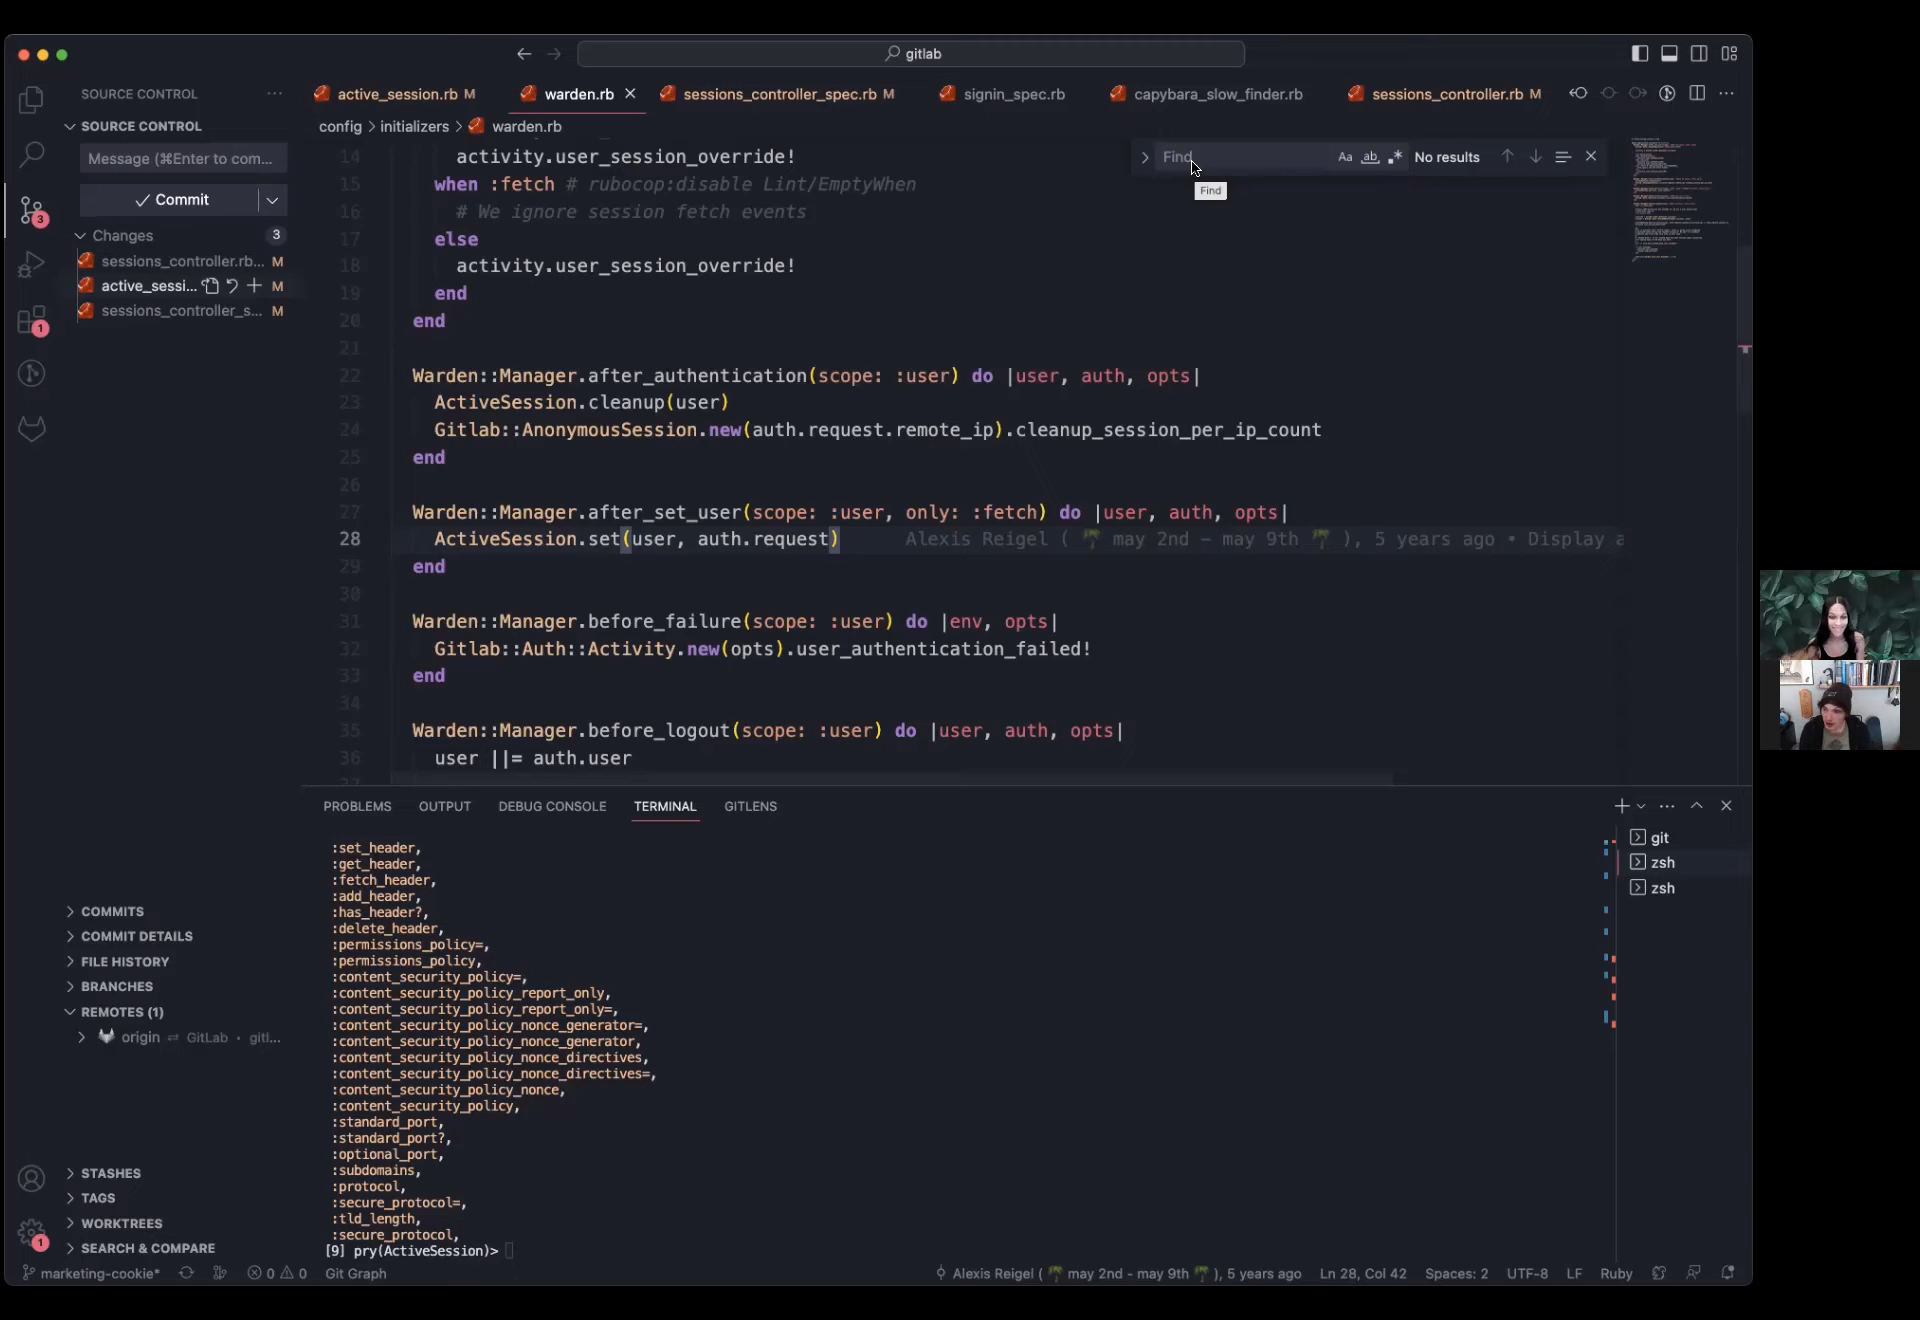 gitlab
SOURCE CONTROL
SOURCE CONTROL
Message (⌘Enter to com...
Commit
Changes
3
sessions_controller.rb... M
active_sessi... M
sessions_controller_s... M
3
1
active_session.rb M
warden.rb
sessions_controller_spec.rb M
signin_spec.rb
capybara_slow_finder.rb
sessions_controller.rb M
config > initializers > warden.rb
Find
Aa ab .*
No results
Find
14 activity.user_session_override!
15 when :fetch # rubocop:disable Lint/EmptyWhen
16 # We ignore session fetch events
17 else
18 activity.user_session_override!
19 end
20 end
21
22 Warden::Manager.after_authentication(scope: :user) do |user, auth, opts|
23 ActiveSession.cleanup(user)
24 Gitlab::AnonymousSession.new(auth.request.remote_ip).cleanup_session_per_ip_count
25 end
26
27 Warden::Manager.after_set_user(scope: :user, only: :fetch) do |user, auth, opts|
28 ActiveSession.set(user, auth.request) Alexis Reigel ( 🌴 may 2nd – may 9th 🌴 ), 5 years ago • Display a
29 end
30
31 Warden::Manager.before_failure(scope: :user) do |env, opts|
32 Gitlab::Auth::Activity.new(opts).user_authentication_failed!
33 end
34
35 Warden::Manager.before_logout(scope: :user) do |user, auth, opts|
36 user ||= auth.user
PROBLEMS OUTPUT DEBUG CONSOLE TERMINAL GITLENS
:set_header,
:get_header,
:fetch_header,
:add_header,
:has_header?,
:delete_header,
:permissions_policy=,
:permissions_policy,
:content_security_policy=,
:content_security_policy_report_only,
:content_security_policy_report_only=,
:content_security_policy_nonce_generator=,
:content_security_policy_nonce_generator,
:content_security_policy_nonce_directives,
:content_security_policy_nonce_directives=,
:content_security_policy_nonce,
:content_security_policy,
:standard_port,
:standard_port?,
:optional_port,
:subdomains,
:protocol,
:secure_protocol=,
:tld_length,
:secure_protocol,
[9] pry(ActiveSession)>
git
zsh
zsh
COMMITS
COMMIT DETAILS
FILE HISTORY
BRANCHES
REMOTES (1)
origin ⇄ GitLab • gitl...
STASHES
TAGS
WORKTREES
SEARCH & COMPARE
1
marketing-cookie*
0 0
Git Graph
Alexis Reigel ( 🌴 may 2nd - may 9th 🌴 ), 5 years ago
Ln 28, Col 42
Spaces: 2
UTF-8
LF
Ruby